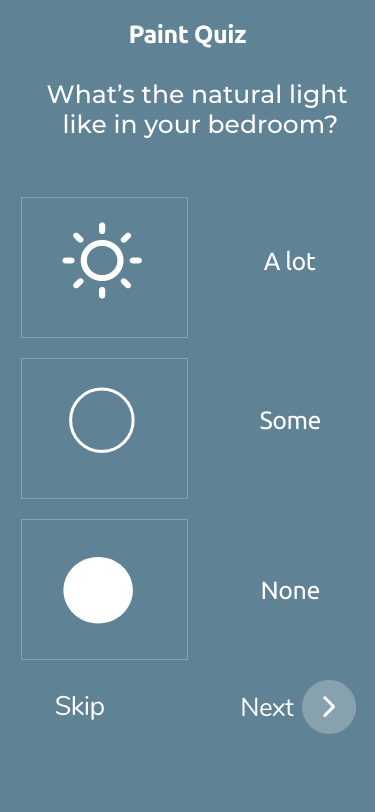 Paint Quiz
What's the natural light
like in your bedroom?
A lot
Some
None
Skip
Next